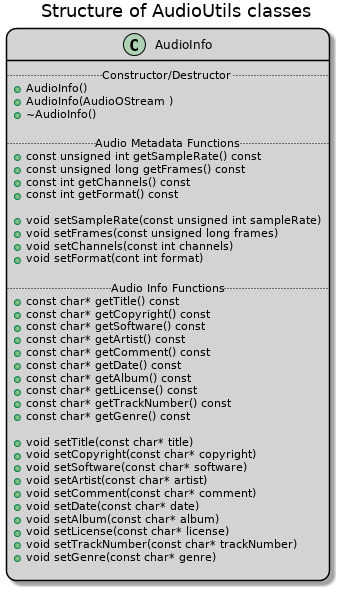 Structure of AudioUtils classes
C AudioInfo
Constructor/Destructor
AudioInfo()
AudioInfo(AudioOStream )
~AudioInfo()
Audio Metadata Functions
const unsigned int getSampleRate() const
const unsigned long getFrames() const
const int getChannels() const
const int getFormat() const
void setSampleRate(const unsigned int sampleRate)
void setFrames(const unsigned long frames)
void setChannels(const int channels)
void setFormat(cont int format)
Audio Info Functions
const char* getTitle() const
const char* getCopyright() const
const char* getSoftware() const
const char* getArtist() const
const char* getComment() const
const char* getDate() const
const char* getAlbum() const
const char* getLicense() const
const char* getTrackNumber() const
const char* getGenre() const
void setTitle(const char* title)
void setCopyright(const char* copyright)
void setSoftware(const char* software)
void setArtist(const char* artist)
void setComment(const char* comment)
void setDate(const char* date)
void setAlbum(const char* album)
void setLicense(const char* license)
void setTrackNumber(const char* trackNumber)
void setGenre(const char* genre)